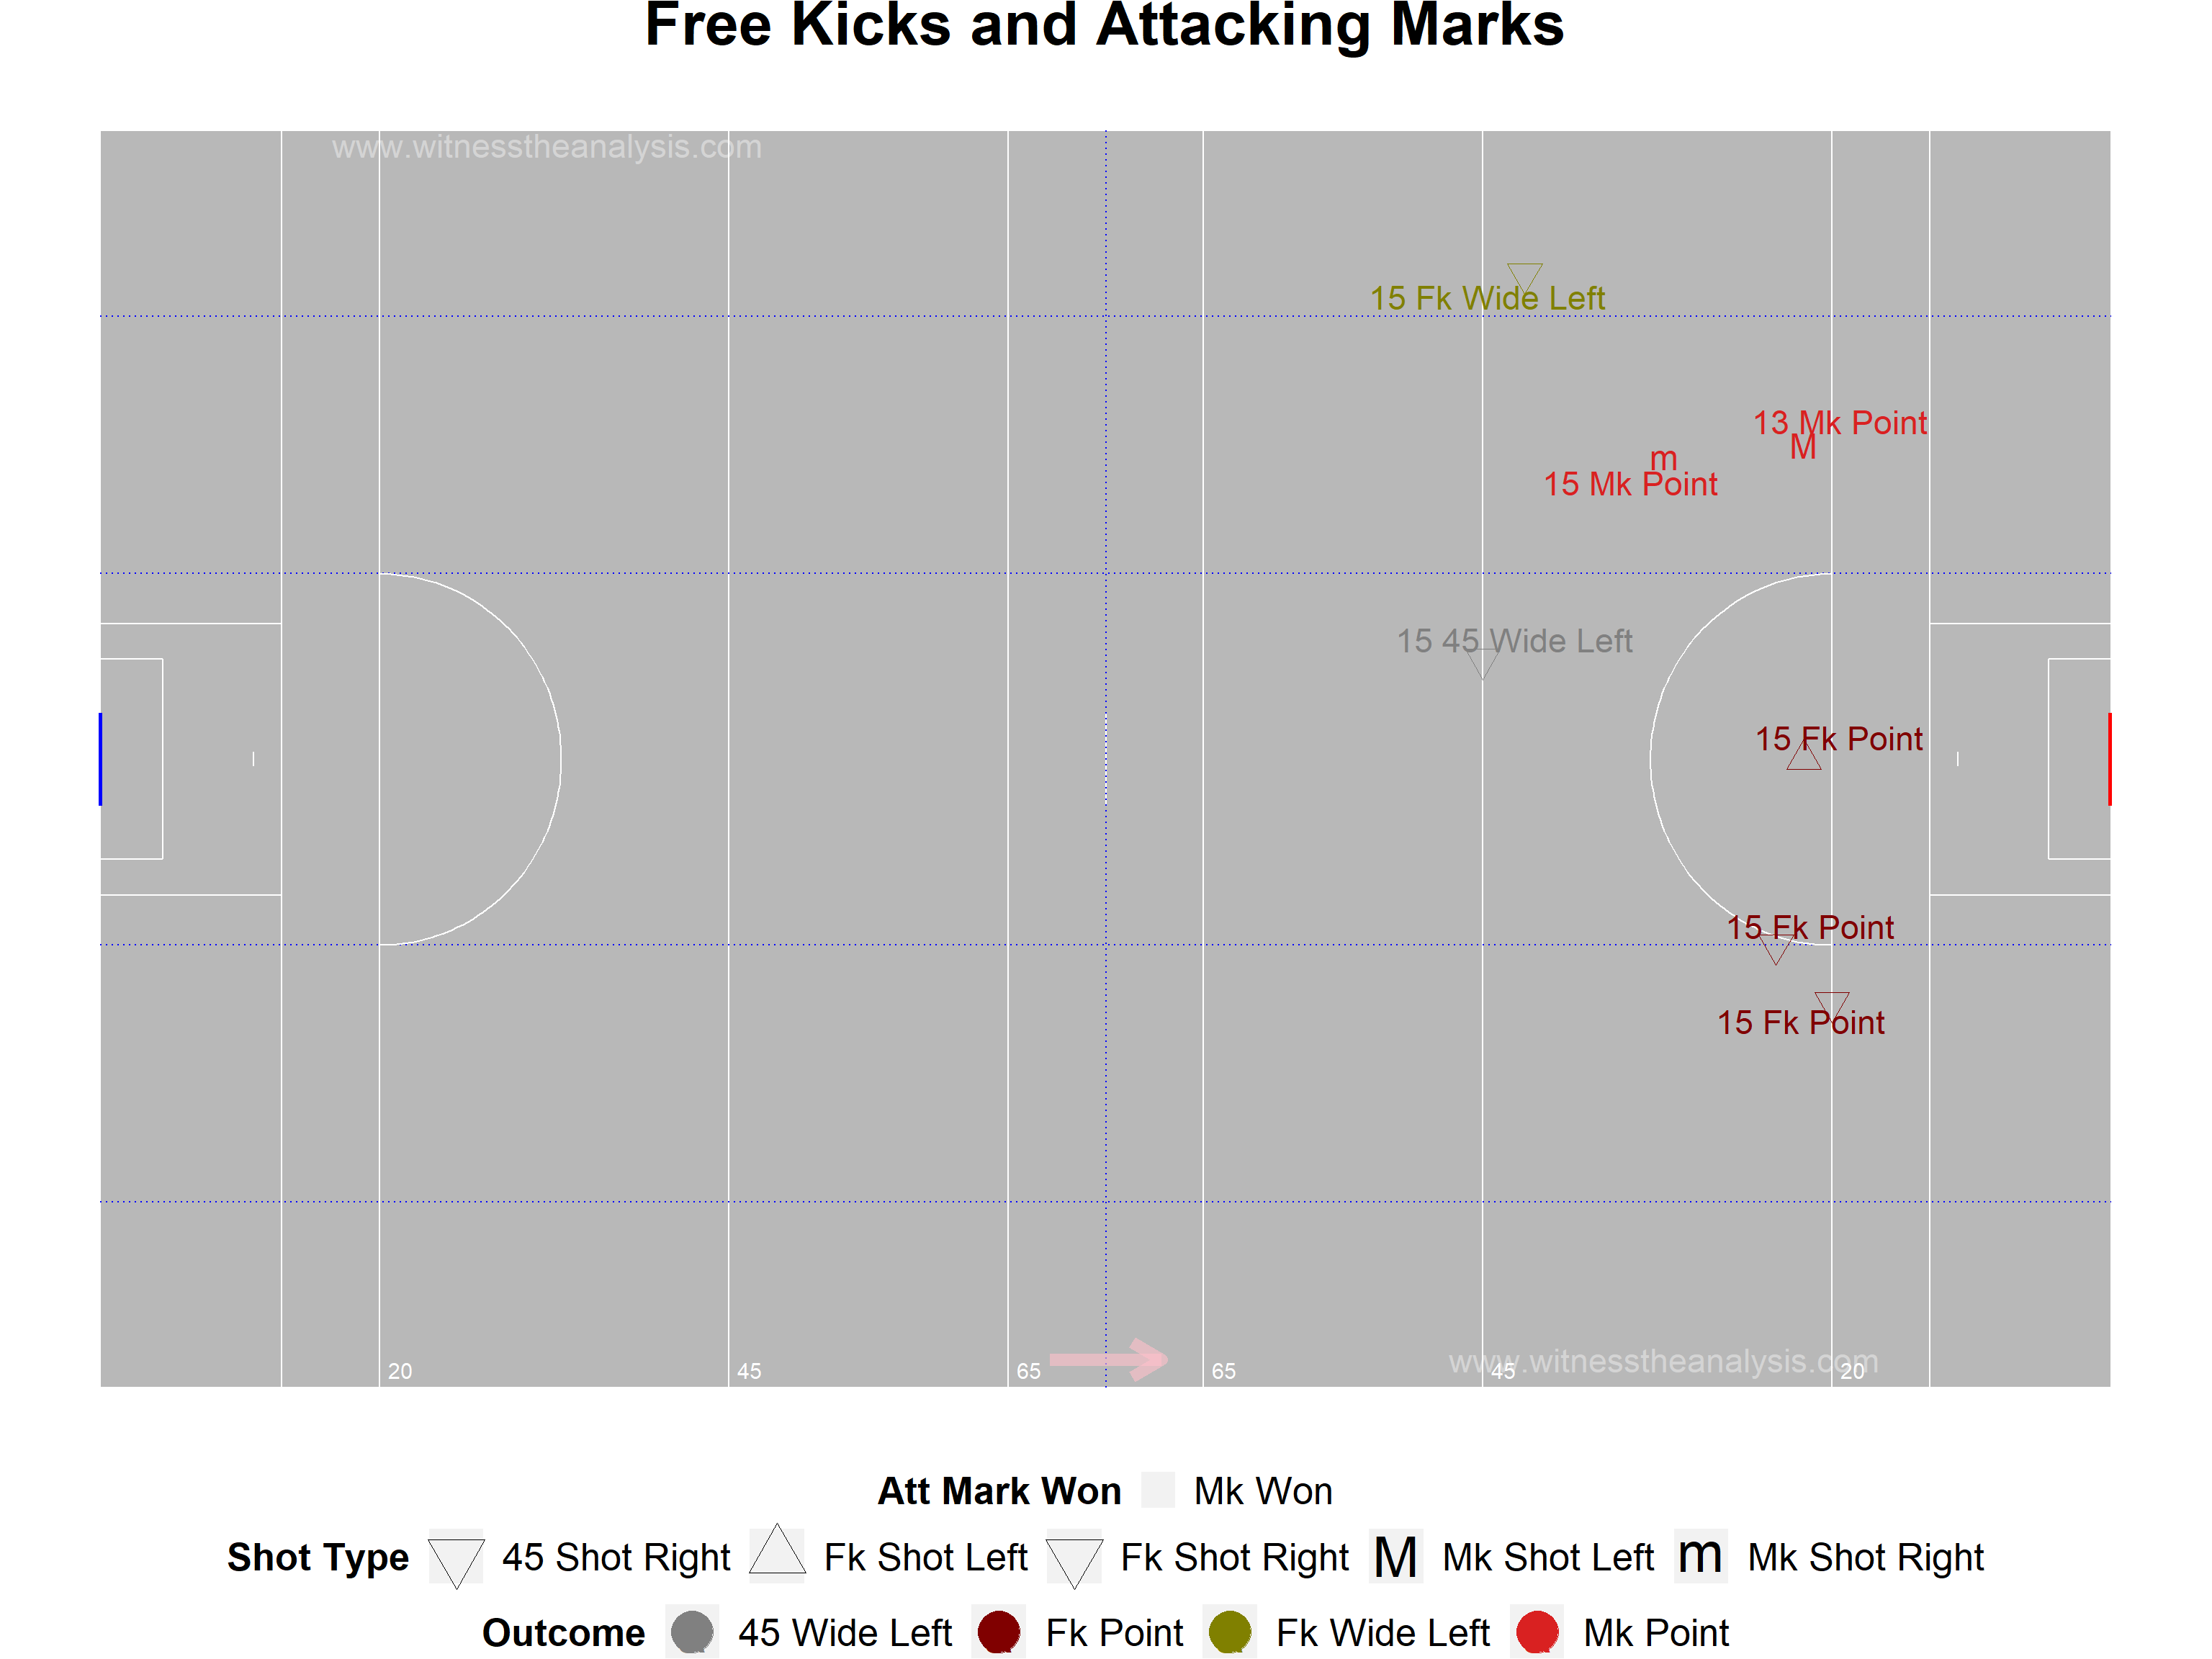 Free Kicks and Attacking Marks
www.witnesstheanalysis.com
15 Fk Wide Left
13 Mk Point
M
m
15 Mk Point
15 45 Wide Left
15 Fk Point
15 Fk Point
15 Fk Point
www.witnesstheanalysis.com
20 45 65 65 45 20
Att Mark Won Mk Won
Shot Type 45 Shot Right Fk Shot Left Fk Shot Right M Mk Shot Left m Mk Shot Right
Outcome 45 Wide Left Fk Point Fk Wide Left Mk Point